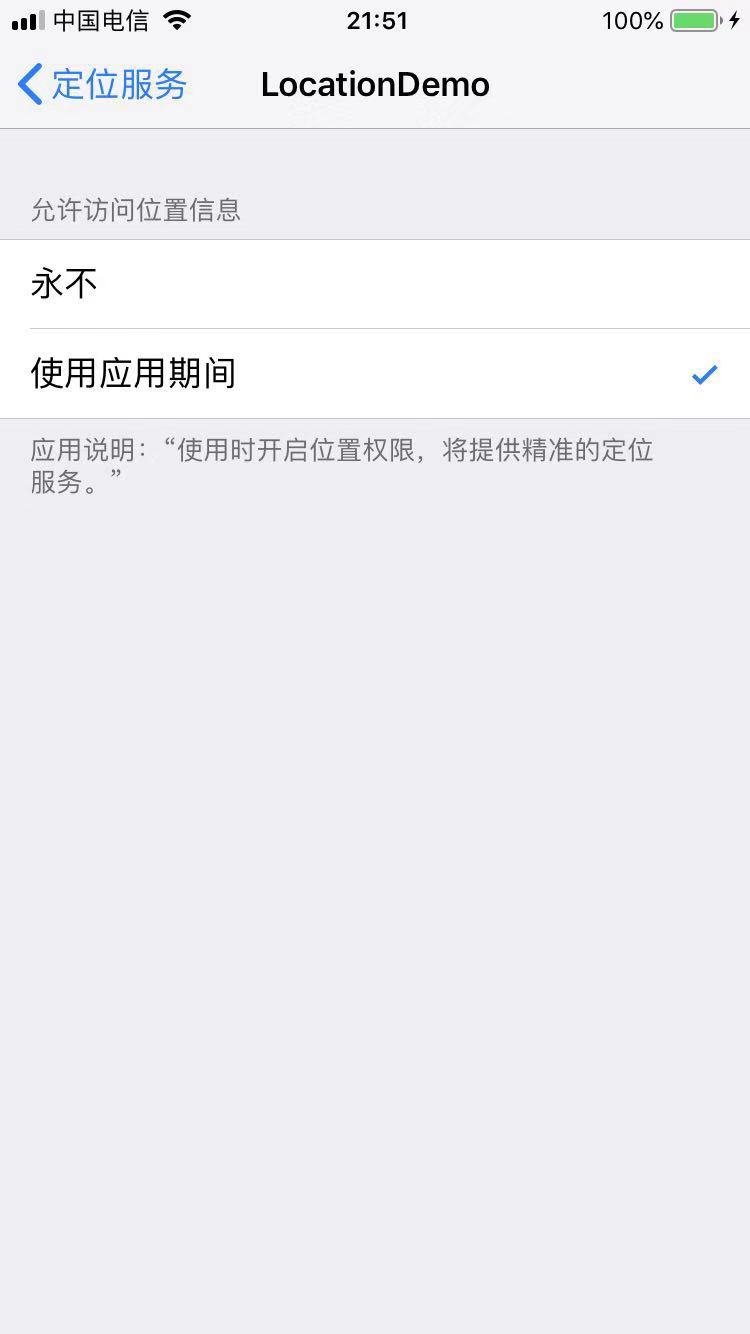 中国电信 21:51 100%
定位服务 LocationDemo
允许访问位置信息
永不
使用应用期间
应用说明：“使用时开启位置权限，将提供精准的定位
服务。”